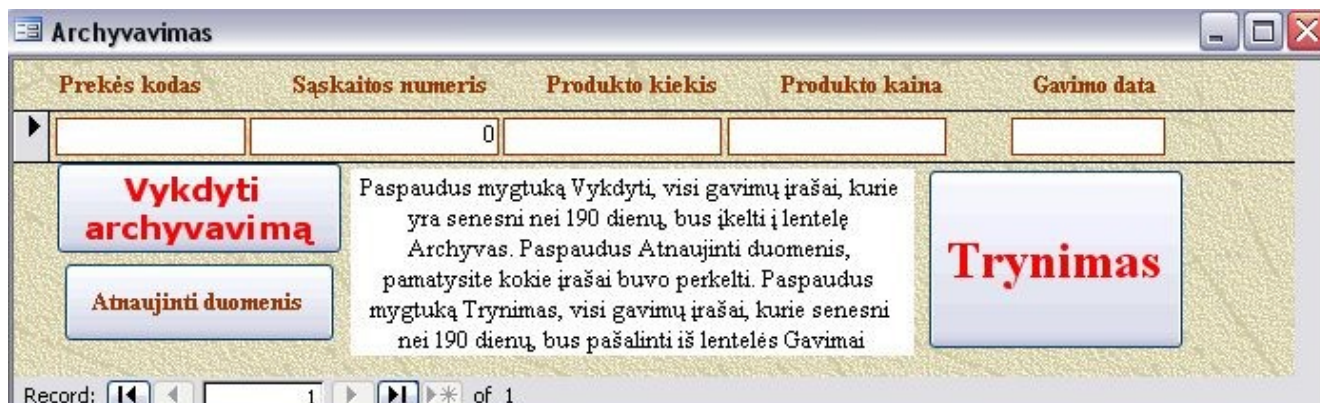 Archyvavimas
Prekės kodas Sąskaitos numeris Produkto kiekis Produkto kaina Gavimo data
0
Vykdyti
archyvavimą
Atnaujinti duomenis
Paspaudus mygtuką Vykdyti, visi gavimų įrašai, kurie
yra senesni nei 190 dienų, bus įkelti į lentelę
Archyvas. Paspaudus Atnaujinti duomenis,
pamatysite kokie įrašai buvo perkelti. Paspaudus
mygtuką Trynimas, visi gavimų įrašai, kurie senesni
nei 190 dienų, bus pašalinti iš lentelės Gavimai
Trynimas
Record: 1 of 1